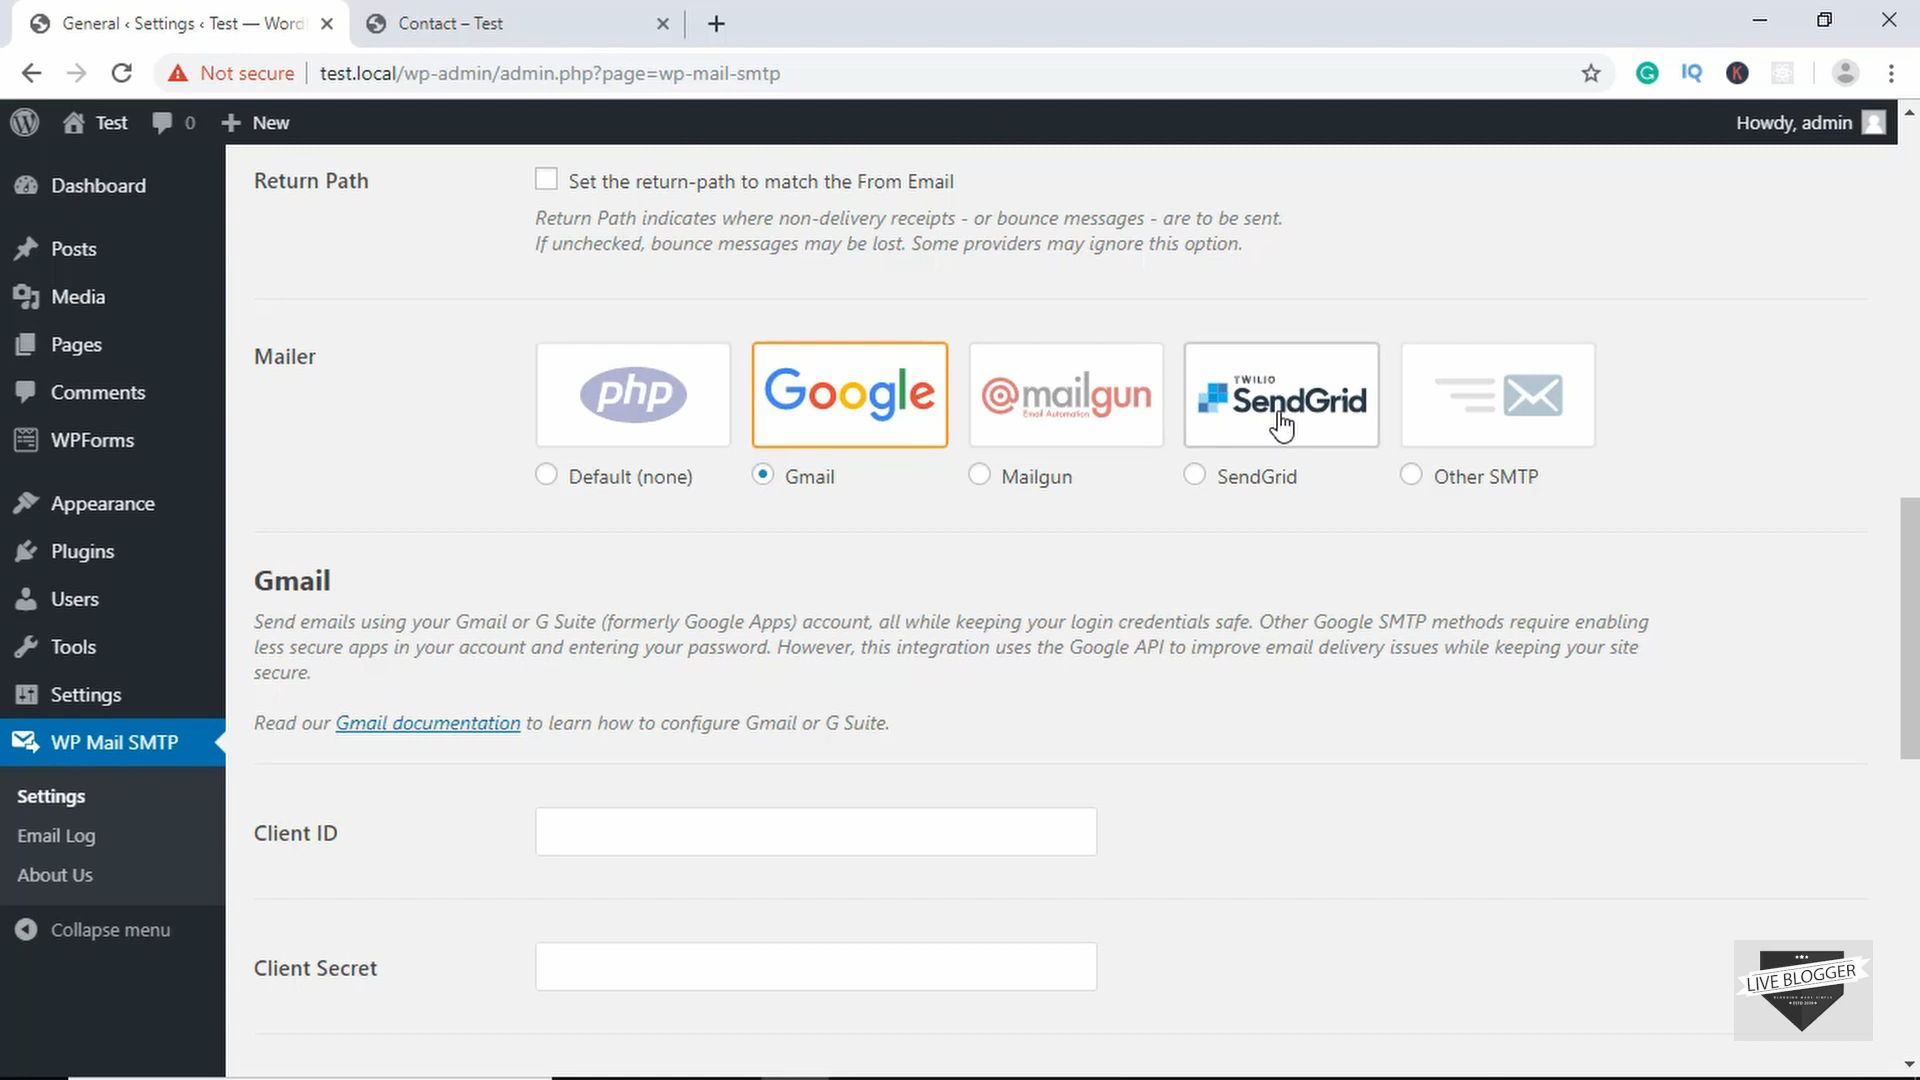 General ‹ Settings ‹ Test — Word
Contact – Test
Not secure
test.local/wp-admin/admin.php?page=wp-mail-smtp
IQ
K
Test
0
New
Howdy, admin
Dashboard
Posts
Media
Pages
Comments
WPForms
Appearance
Plugins
Users
Tools
Settings
WP Mail SMTP
Settings
Email Log
About Us
Collapse menu
Return Path
Set the return-path to match the From Email
Return Path indicates where non-delivery receipts - or bounce messages - are to be sent.
If unchecked, bounce messages may be lost. Some providers may ignore this option.
Mailer
php
Google
@mailgun
Email Automation
TWILIO
SendGrid
Default (none)
Gmail
Mailgun
SendGrid
Other SMTP
Gmail
Send emails using your Gmail or G Suite (formerly Google Apps) account, all while keeping your login credentials safe. Other Google SMTP methods require enabling
less secure apps in your account and entering your password. However, this integration uses the Google API to improve email delivery issues while keeping your site
secure.
Read our Gmail documentation to learn how to configure Gmail or G Suite.
Client ID
Client Secret
LIVE BLOGGER